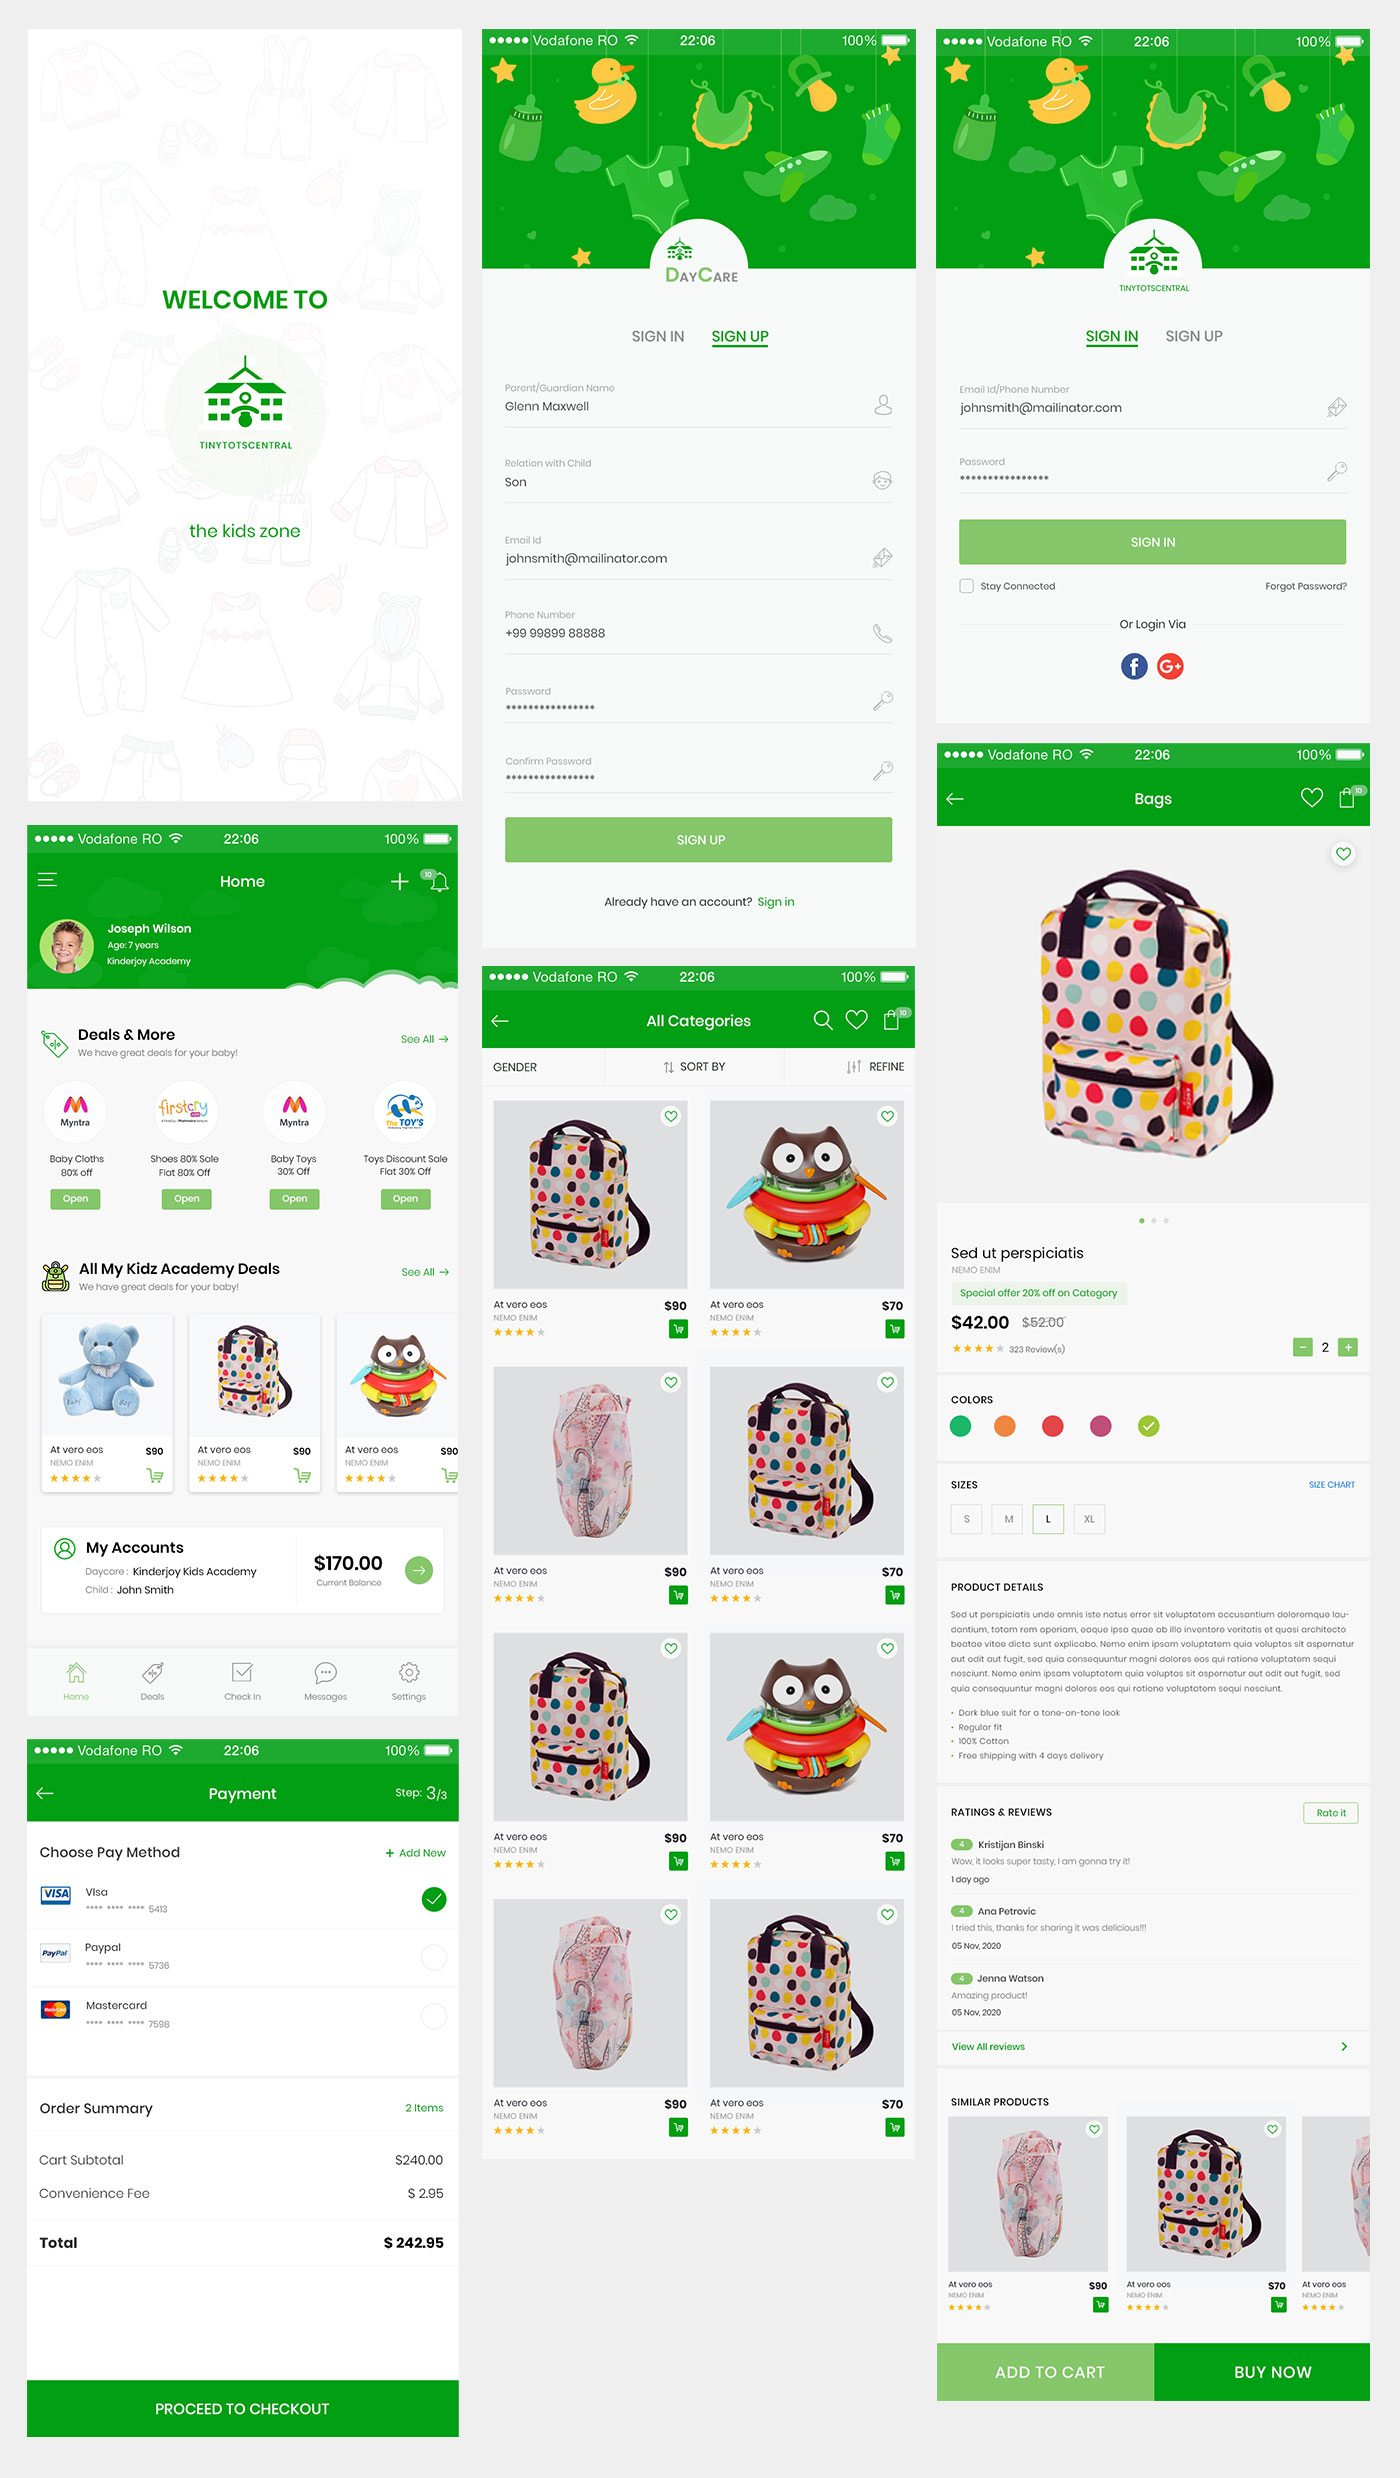 WELCOME TO
TINYTOTSCENTRAL
the kids zone
Vodafone RO 22:06 100%
DAYCARE
SIGN IN SIGN UP
Parent/Guardian Name
Glenn Maxwell
Relation with Child
Son
Email Id
johnsmith@mailinator.com
Phone Number
+99 99899 88888
Password
****************
Confirm Password
****************
SIGN UP
Already have an account? Sign in
Vodafone RO 22:06 100%
TINYTOTSCENTRAL
SIGN IN SIGN UP
Email Id/Phone Number
johnsmith@mailinator.com
Password
****************
SIGN IN
Stay Connected Forgot Password?
Or Login Via
f G+
Vodafone RO 22:06 100%
Home 10
Joseph Wilson
Age: 7 years
Kinderjoy Academy
Deals & More See All →
We have great deals for your baby!
Myntra firstcry Myntra The TOY'S
Baby Cloths Shoes 80% Sale Baby Toys Toys Discount Sale
80% off Flat 80% Off 30% Off Flat 30% Off
Open Open Open Open
All My Kidz Academy Deals See All →
We have great deals for your baby!
Baby Boy
At vero eos $90 At vero eos $90 At vero eos $90
NEMO ENIM NEMO ENIM NEMO ENIM
My Accounts
Daycare : Kinderjoy Kids Academy
Child : John Smith
$170.00
Current Balance
Home Deals Check In Messages Settings
Vodafone RO 22:06 100%
Payment Step: 3/3
Choose Pay Method + Add New
VISA VIsa
**** **** **** 5413
PayPal Paypal
**** **** **** 5736
MasterCard Mastercard
**** **** **** 7598
Order Summary 2 Items
Cart Subtotal $240.00
Convenience Fee $ 2.95
Total $ 242.95
PROCEED TO CHECKOUT
Vodafone RO 22:06 100%
All Categories 10
GENDER SORT BY REFINE
At vero eos $90 At vero eos $70
NEMO ENIM NEMO ENIM
At vero eos $90 At vero eos $70
NEMO ENIM NEMO ENIM
At vero eos $90 At vero eos $70
NEMO ENIM NEMO ENIM
At vero eos $90 At vero eos $70
NEMO ENIM NEMO ENIM
Vodafone RO 22:06 100%
Bags 10
Sed ut perspiciatis
NEMO ENIM
Special offer 20% off on Category
$42.00 $52.00
323 Review(s) - 2 +
COLORS
SIZES SIZE CHART
S M L XL
PRODUCT DETAILS
Sed ut perspiciatis unde omnis iste natus error sit voluptatem accusantium doloremque lau-
dantium, totam rem aperiam, eaque ipsa quae ab illo inventore veritatis et quasi architecto
beatae vitae dicta sunt explicabo. Nemo enim ipsam voluptatem quia voluptas sit aspernatur
aut odit aut fugit, sed quia consequuntur magni dolores eos qui ratione voluptatem sequi
nesciunt. Nemo enim ipsam voluptatem quia voluptas sit aspernatur aut odit aut fugit, sed
quia consequuntur magni dolores eos qui ratione voluptatem sequi nesciunt.
• Dark blue suit for a tone-on-tone look
• Regular fit
• 100% Cotton
• Free shipping with 4 days delivery
RATINGS & REVIEWS Rate it
4 Kristijan Binski
Wow, it looks super tasty, I am gonna try it!
1 day ago
4 Ana Petrovic
I tried this, thanks for sharing it was delicious!!!
05 Nov, 2020
4 Jenna Watson
Amazing product!
05 Nov, 2020
View All reviews
SIMILAR PRODUCTS
At vero eos $90 At vero eos $70 At vero eos
NEMO ENIM NEMO ENIM NEMO ENIM
ADD TO CART BUY NOW